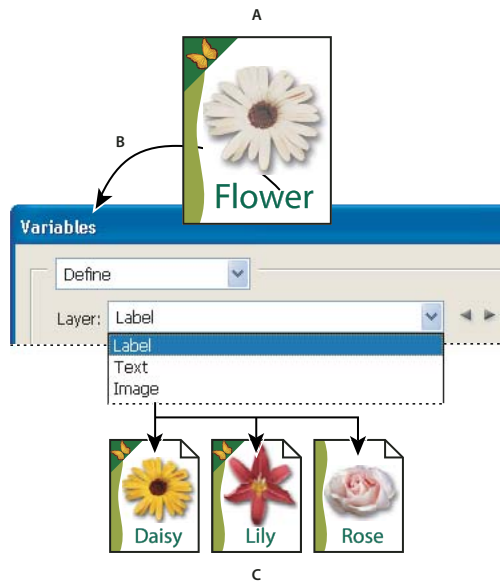 A
Flower
B
Variables
Define
Layer: Label
Label
Text
Image
Daisy
Lily
Rose
C